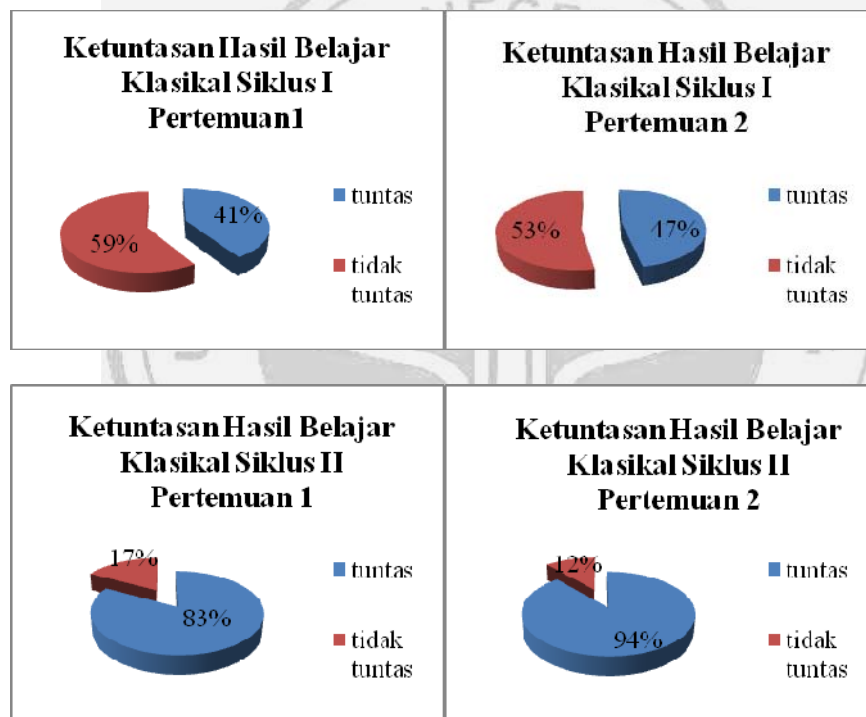 Ketuntasan Hasil Belajar
Klasikal Siklus I
Pertemuan1
41%
59%
tuntas
tidak
tuntas
Ketuntasan Hasil Belajar
Klasikal Siklus I
Pertemuan 2
53%
47%
tuntas
tidak
tuntas
Ketuntasan Hasil Belajar
Klasikal Siklus II
Pertemuan 1
17%
83%
tuntas
tidak
tuntas
Ketuntasan Hasil Belajar
Klasikal Siklus II
Pertemuan 2
12%
94%
tuntas
tidak
tuntas